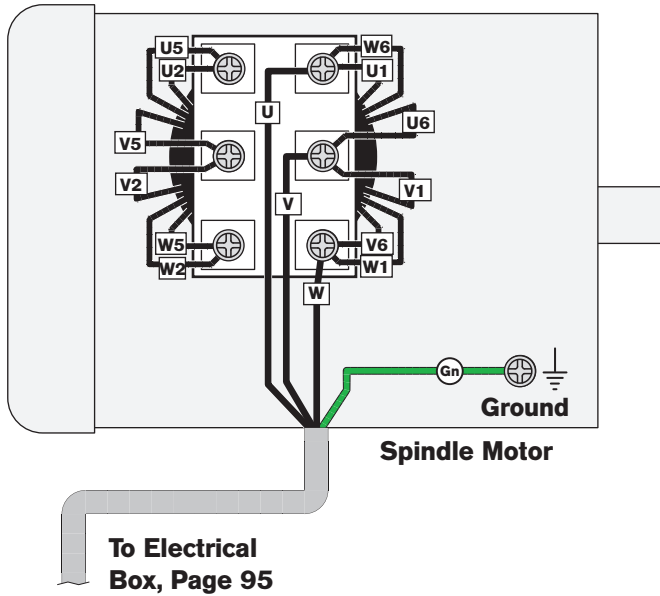 U5
W6
U2
U1
U
U6
V5
V2
V
V1
W5
V6
W2
W1
W
Gn
Ground
Spindle Motor
To Electrical
Box, Page 95